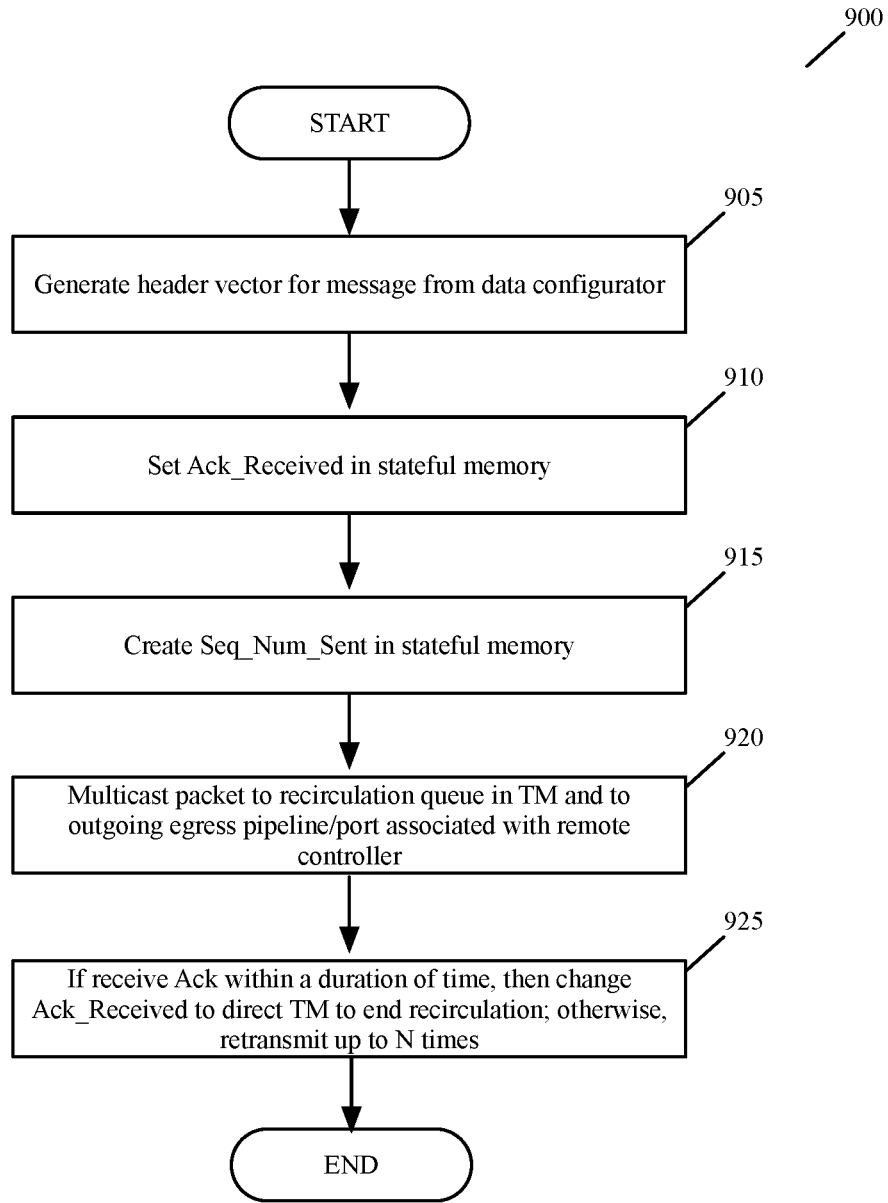 900
START
905
Generate header vector for message from data configurator
910
Set Ack_Received in stateful memory
915
Create Seq_Num_Sent in stateful memory
920
Multicast packet to recirculation queue in TM and to
outgoing egress pipeline/port associated with remote
controller
925
If receive Ack within a duration of time, then change
Ack_Received to direct TM to end recirculation; otherwise,
retransmit up to N times
END